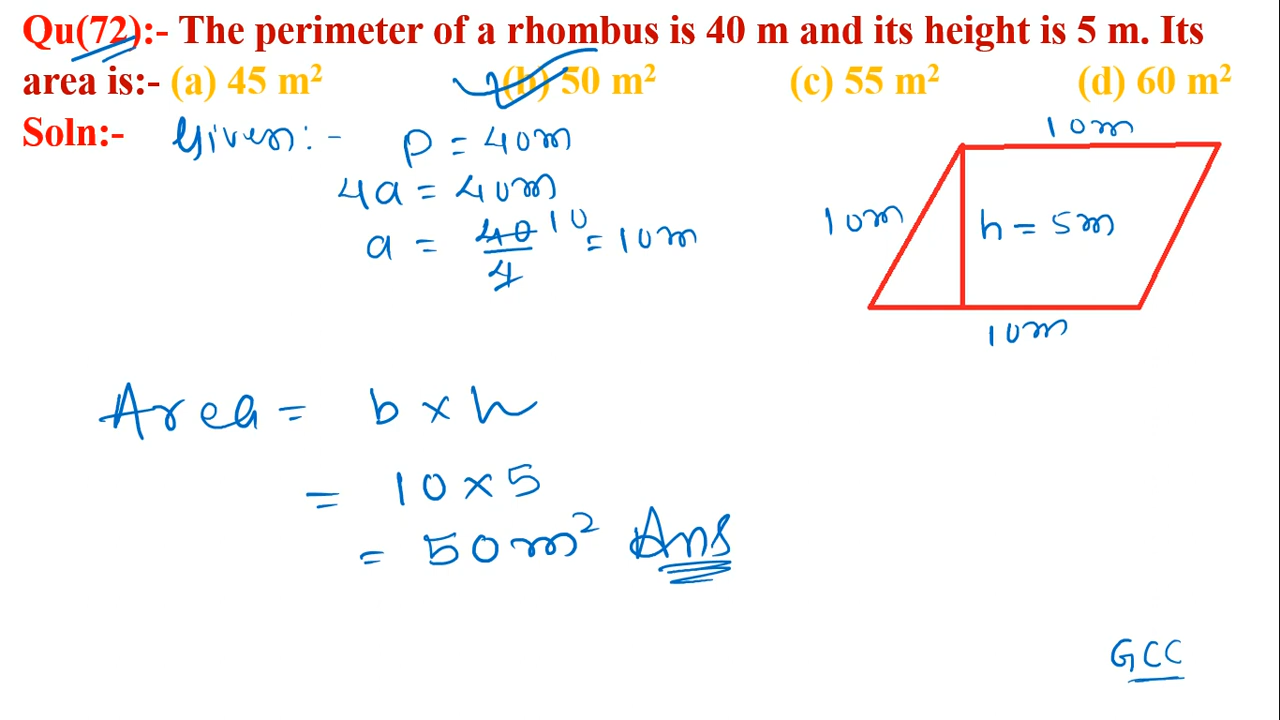 Qu(72):- The perimeter of a rhombus is 40 m and its height is 5 m. Its
area is:- (a) 45 m² (b) 50 m² (c) 55 m² (d) 60 m²
Soln:- Given:- P = 40m
4a = 40m
a = 40/4 10 = 10m
10m
10m
h = 5m
10m
Area = b × h
= 10 × 5
= 50m² Ans
GCC